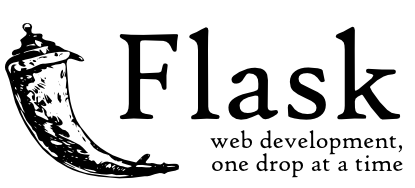 Flask
web development,
one drop at a time